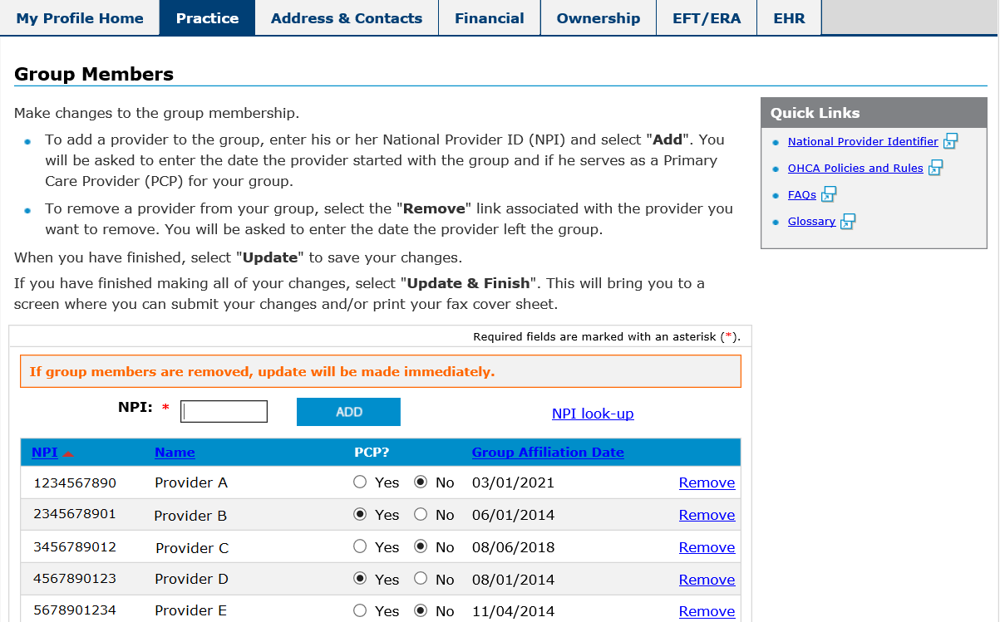 My Profile Home Practice Address & Contacts Financial Ownership EFT/ERA EHR
Group Members
Make changes to the group membership.
To add a provider to the group, enter his or her National Provider ID (NPI) and select "Add". You
will be asked to enter the date the provider started with the group and if he serves as a Primary
Care Provider (PCP) for your group.
To remove a provider from your group, select the "Remove" link associated with the provider you
want to remove. You will be asked to enter the date the provider left the group.
When you have finished, select "Update" to save your changes.
If you have finished making all of your changes, select "Update & Finish". This will bring you to a
screen where you can submit your changes and/or print your fax cover sheet.
Quick Links
National Provider Identifier
OHCA Policies and Rules
FAQs
Glossary
Required fields are marked with an asterisk (*).
If group members are removed, update will be made immediately.
NPI: * ADD NPI look-up
NPI Name PCP? Group Affiliation Date
1234567890 Provider A Yes No 03/01/2021 Remove
2345678901 Provider B Yes No 06/01/2014 Remove
3456789012 Provider C Yes No 08/06/2018 Remove
4567890123 Provider D Yes No 08/01/2014 Remove
5678901234 Provider E Yes No 11/04/2014 Remove